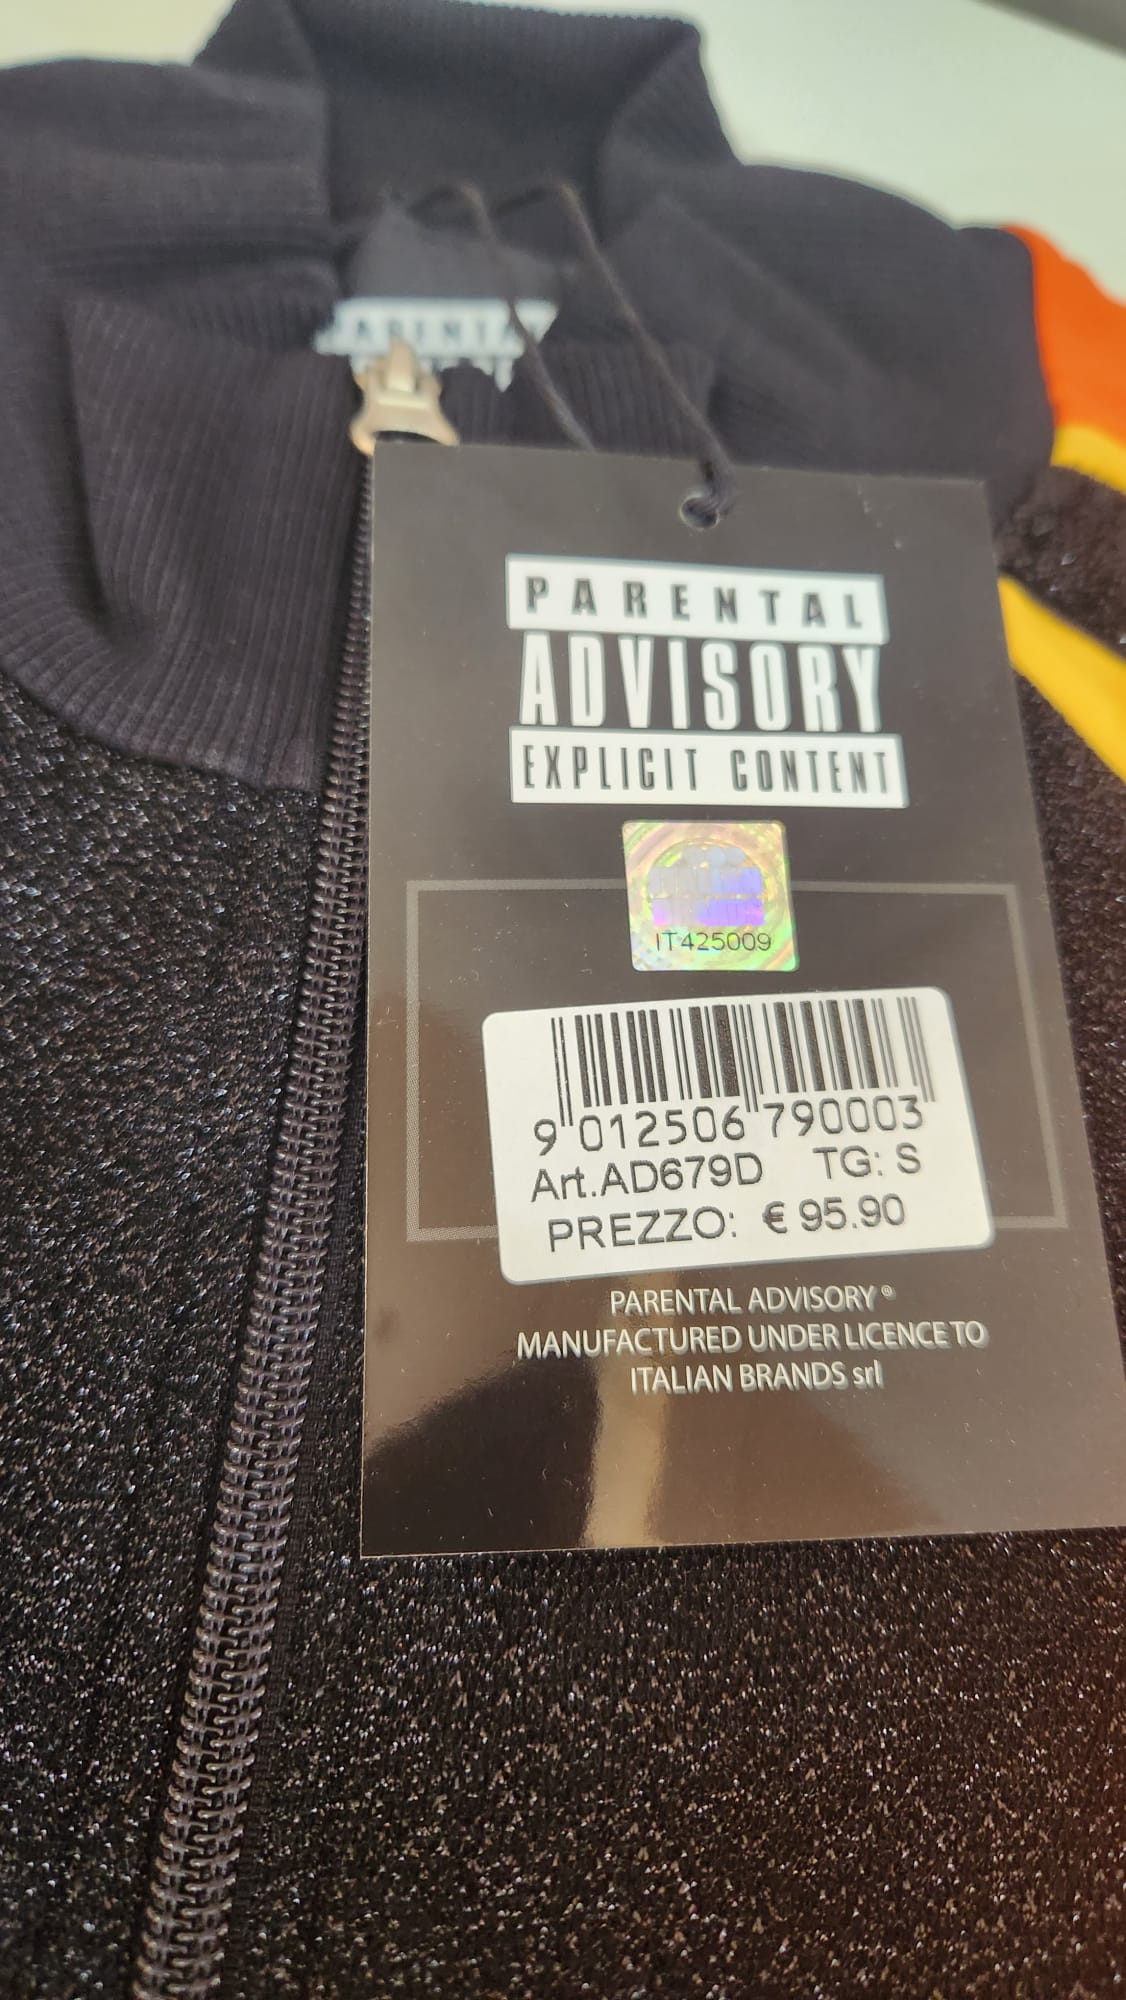 PARENTAL
PARENTAL
ADVISORY
EXPLICIT CONTENT
IT425009
9 012506 790003
Art.AD679D TG: S
PREZZO: € 95.90
PARENTAL ADVISORY ®
MANUFACTURED UNDER LICENCE TO
ITALIAN BRANDS srl